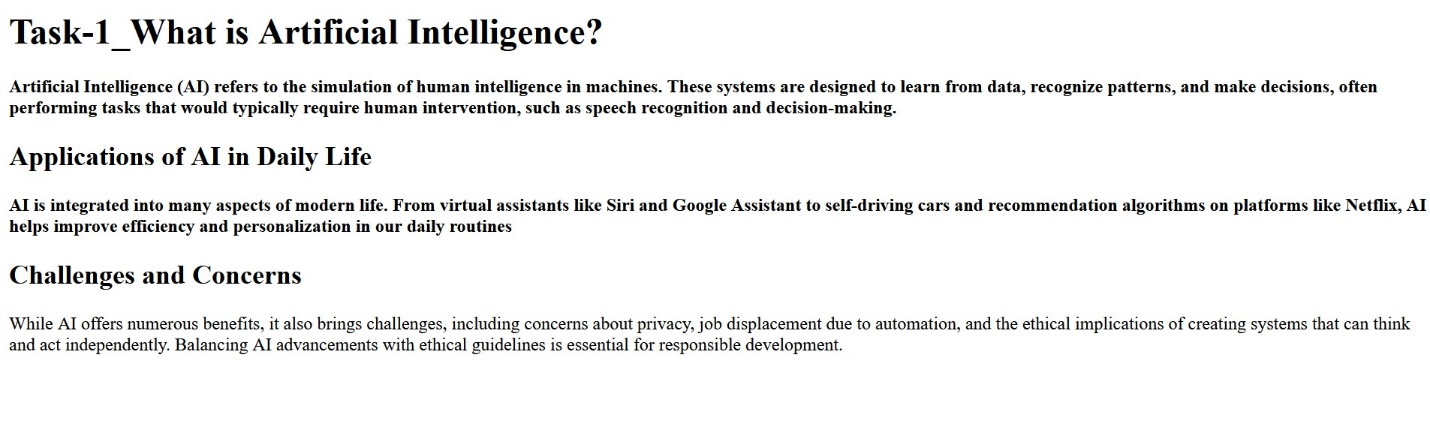 Task-1_What is Artificial Intelligence?
Artificial Intelligence (AI) refers to the simulation of human intelligence in machines. These systems are designed to learn from data, recognize patterns, and make decisions, often
performing tasks that would typically require human intervention, such as speech recognition and decision-making.
Applications of AI in Daily Life
AI is integrated into many aspects of modern life. From virtual assistants like Siri and Google Assistant to self-driving cars and recommendation algorithms on platforms like Netflix, AI
helps improve efficiency and personalization in our daily routines
Challenges and Concerns
While AI offers numerous benefits, it also brings challenges, including concerns about privacy, job displacement due to automation, and the ethical implications of creating systems that can think
and act independently. Balancing AI advancements with ethical guidelines is essential for responsible development.